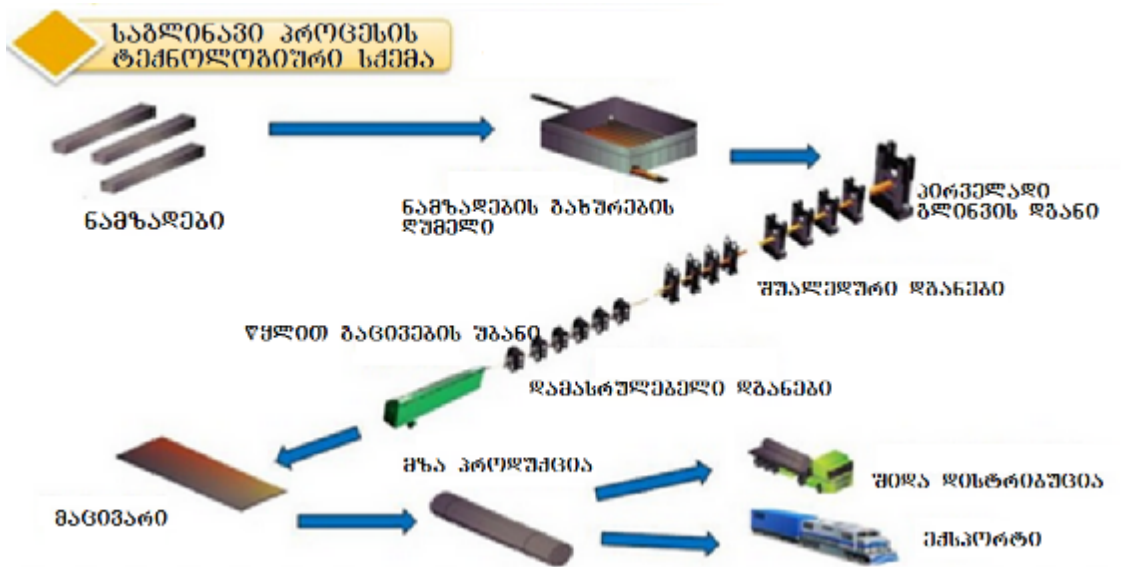 საგლინავი პროცესის
ტექნოლოგიური სქემა
ნამზადები
ნამზადების გახურების
ღუმელი
პირველადი
გლინვის დგანი
შუალედური დგანები
წყლით გაცივების უბანი
დამასრულებელი დგანები
მაცივარი
მზა პროდუქცია
შიდა დისტრიბუცია
ექსპორტი